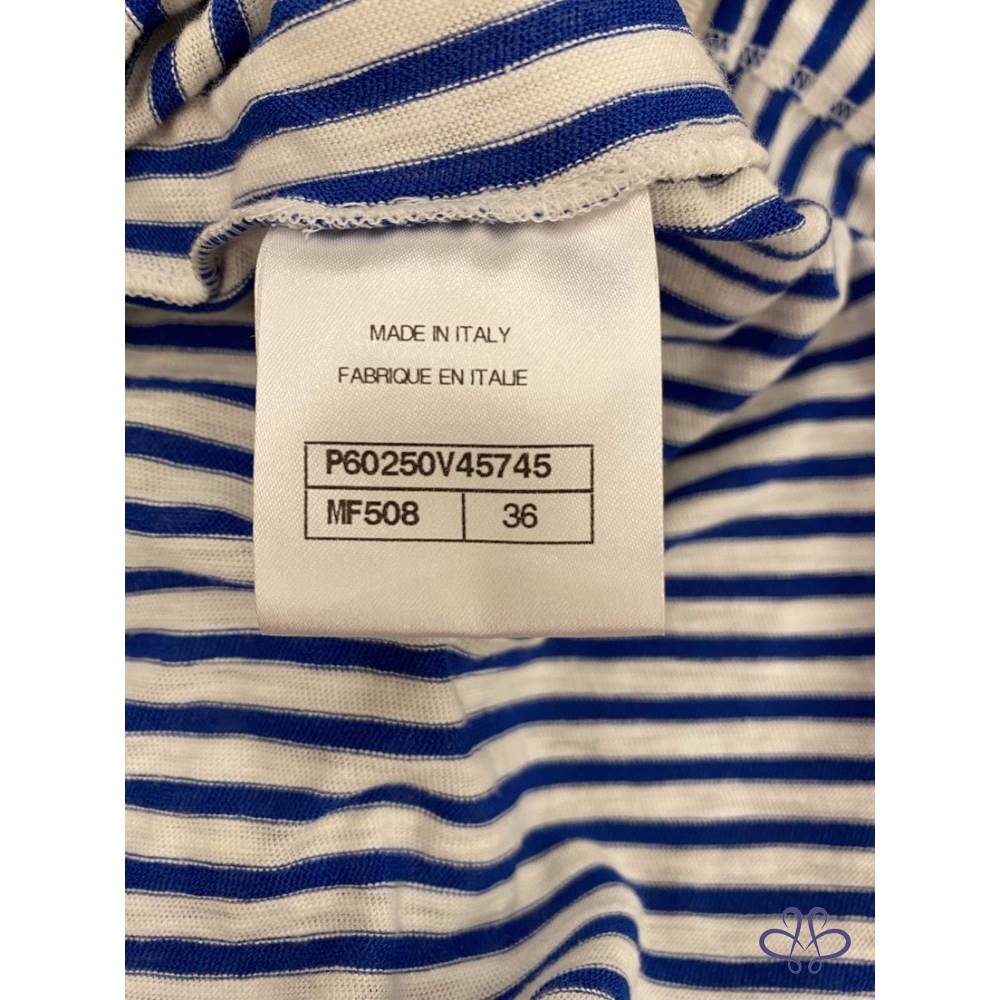 MADE IN ITALY
FABRIQUE EN ITALIE
P60250V45745
MF508 36